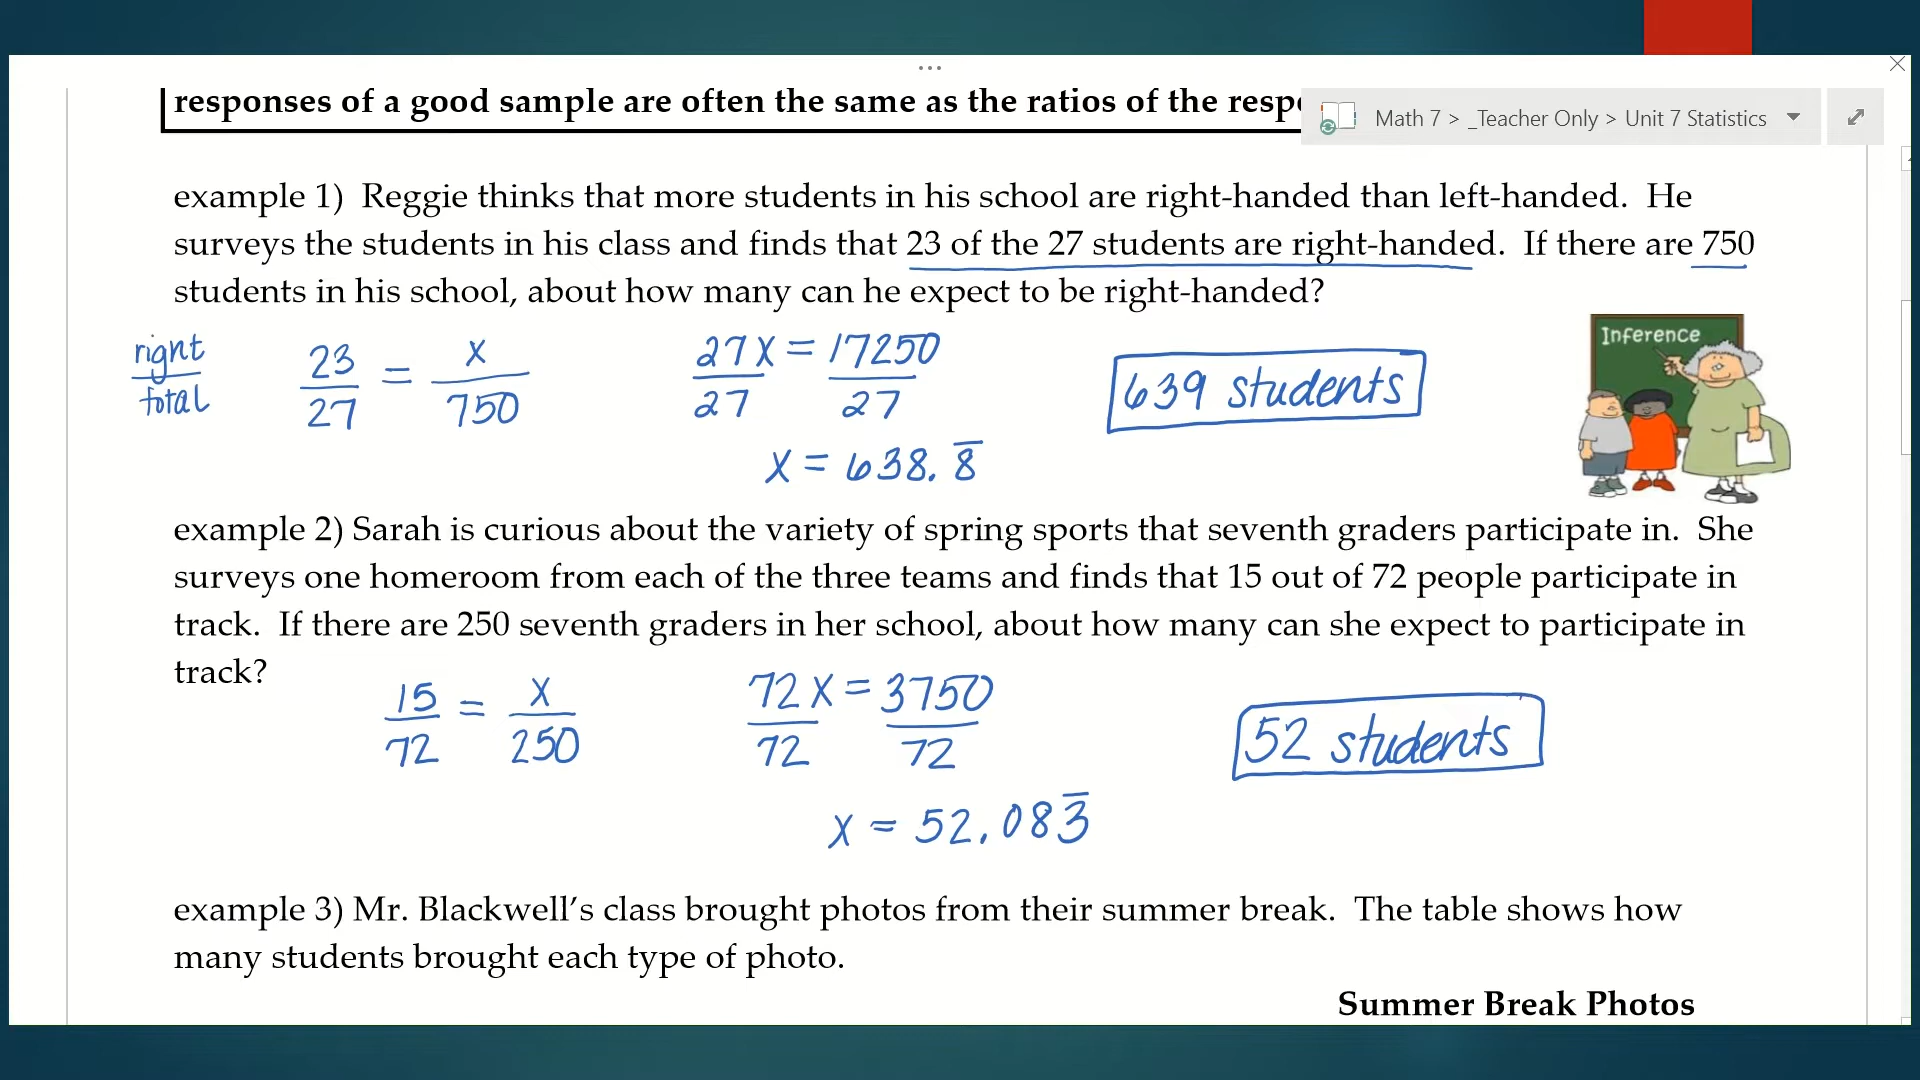 ...
responses of a good sample are often the same as the ratios of the resp
Math 7 > _Teacher Only > Unit 7 Statistics
example 1) Reggie thinks that more students in his school are right-handed than left-handed. He
surveys the students in his class and finds that 23 of the 27 students are right-handed. If there are 750
students in his school, about how many can he expect to be right-handed?
right/total 23/27 = x/750 27x/27 = 17250/27 639 students
x = 638.8̅
Inference
example 2) Sarah is curious about the variety of spring sports that seventh graders participate in. She
surveys one homeroom from each of the three teams and finds that 15 out of 72 people participate in
track. If there are 250 seventh graders in her school, about how many can she expect to participate in
track?
15/72 = x/250 72x/72 = 3750/72 52 students
x = 52.083̅
example 3) Mr. Blackwell’s class brought photos from their summer break. The table shows how
many students brought each type of photo.
Summer Break Photos